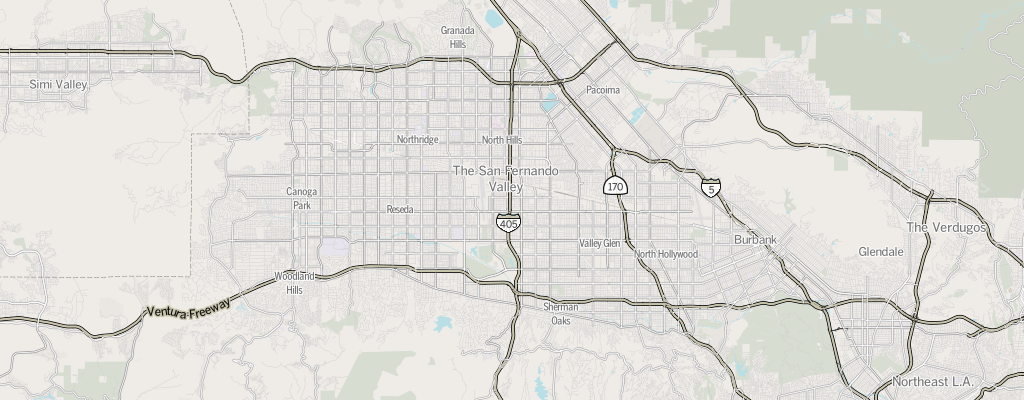 Granada
Hills
Simi Valley
Pacoima
Northridge
North Hills
The San Fernando
Valley
170
5
Canoga
Park
Reseda
405
The Verdugos
Valley Glen
Burbank
North Hollywood
Glendale
Woodland
Hills
Ventura Freeway
Sherman
Oaks
Northeast L.A.